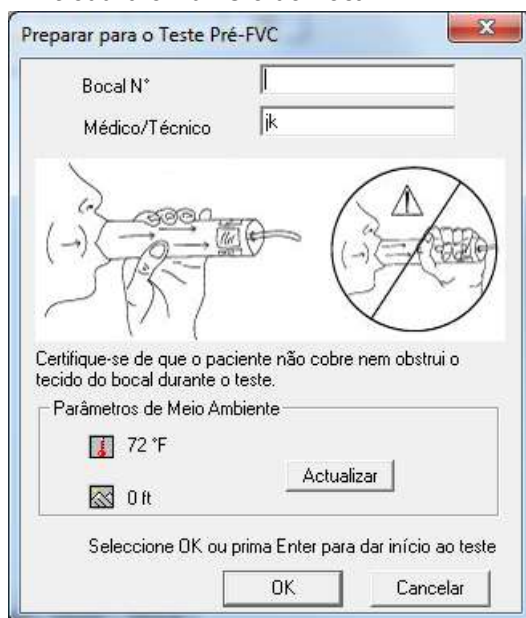 Preparar para o Teste Pré-FVC
Bocal N°
Médico/Técnico jk
Certifique-se de que o paciente não cobre nem obstrui o
tecido do bocal durante o teste.
Parâmetros de Meio Ambiente
72 °F
Actualizar
0 ft
Seleccione OK ou prima Enter para dar início ao teste
OK Cancelar